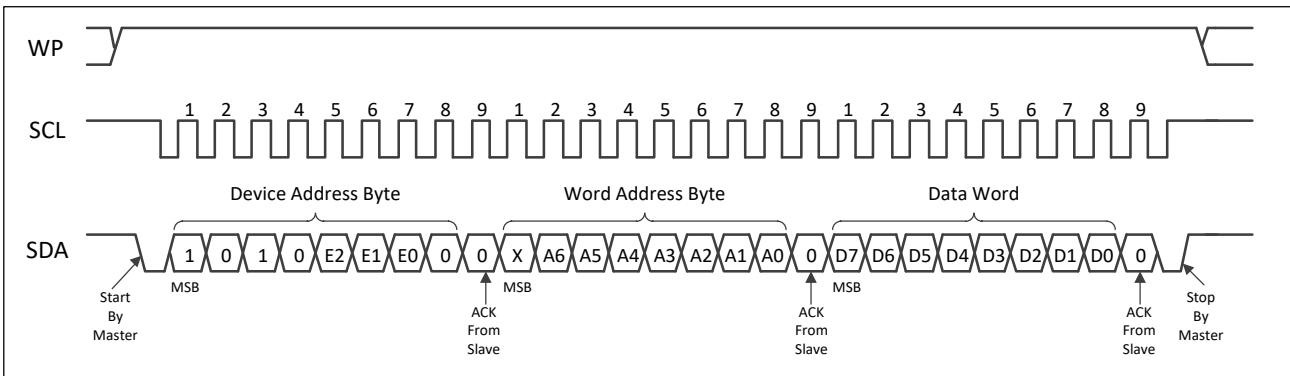 WP
1 2 3 4 5 6 7 8 9 1 2 3 4 5 6 7 8 9 1 2 3 4 5 6 7 8 9
SCL
Device Address Byte Word Address Byte Data Word
SDA 1 0 1 0 E2 E1 E0 0 0 X A6 A5 A4 A3 A2 A1 A0 0 D7 D6 D5 D4 D3 D2 D1 D0 0
MSB MSB MSB
Start
By
Master
ACK
From
Slave
ACK
From
Slave
ACK
From
Slave
Stop
By
Master